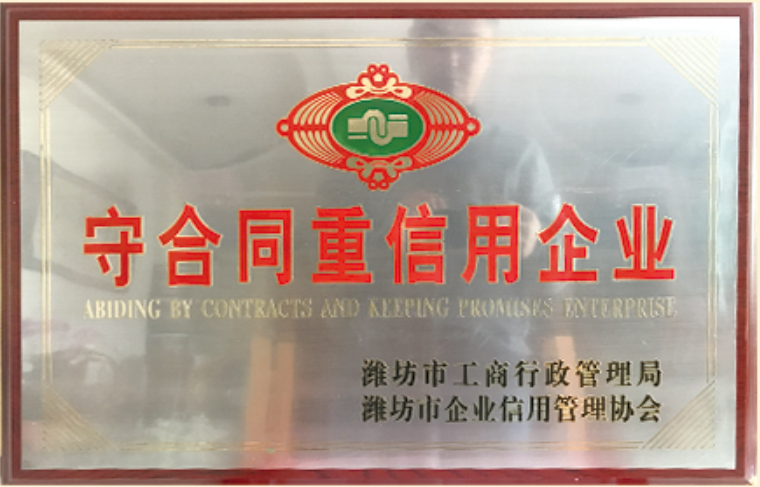 守合同重信用企业
ABIDING BY CONTRACTS AND KEEPING PROMISES ENTERPRISE
潍坊市工商行政管理局
潍坊市企业信用管理协会